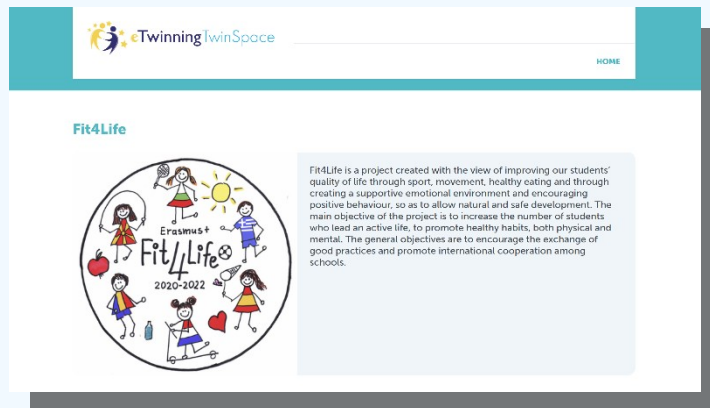 eTwinningTwinSpace
HOME
Fit4Life
Erasmus+
Fit4Life
2020-2022
Fit4Life is a project created with the view of improving our students'
quality of life through sport, movement, healthy eating and through
creating a supportive emotional environment and encouraging
positive behaviour, so as to allow natural and safe development. The
main objective of the project is to increase the number of students
who lead an active life, to promote healthy habits, both physical and
mental. The general objectives are to encourage the exchange of
good practices and promote international cooperation among
schools.